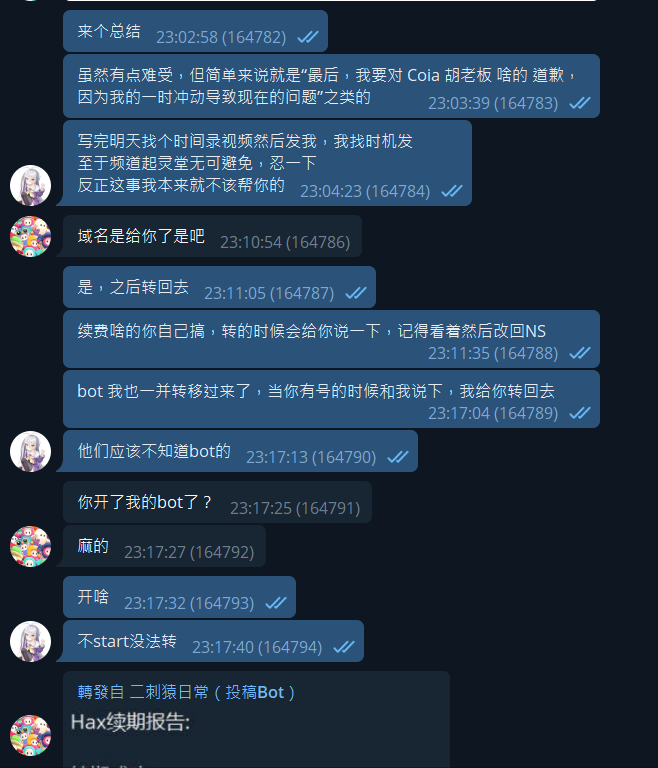 来个总结
23:02:58 (164782)
虽然有点难受，但简单来说就是“最后，我要对 Coia 胡老板 啥的 道歉，
因为我的一时冲动导致现在的问题”之类的
23:03:39 (164783)
写完明天找个时间录视频然后发我，我找时机发
至于频道起灵堂无可避免，忍一下
反正这事我本来就不该帮你的
23:04:23 (164784)
域名是给你了是吧
23:10:54 (164786)
是，之后转回去
23:11:05 (164787)
续费啥的你自己搞，转的时候会给你说一下，记得看着然后改回NS
23:11:35 (164788)
bot 我也一并转移过来了，当你有号的时候和我说下，我给你转回去
23:17:04 (164789)
他们应该不知道bot的
23:17:13 (164790)
你开了我的bot了？
23:17:25 (164791)
麻的
23:17:27 (164792)
开啥
23:17:32 (164793)
不start没法转
23:17:40 (164794)
轉發自 二刺猿日常（投稿Bot）
Hax续期报告: